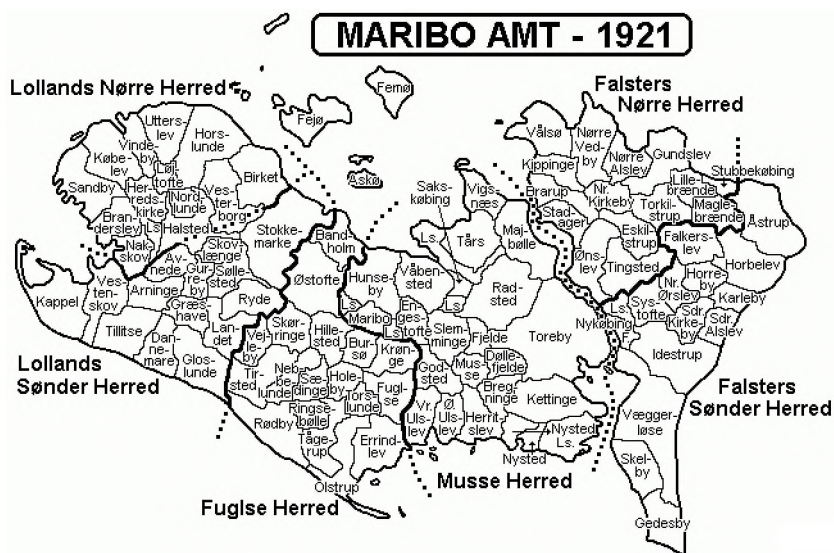 MARIBO AMT - 1921
Lollands Nørre Herred
Falsters
Nørre Herred
Femø
Fejø
Askø
Utters-
lev
Hors-
lunde
Vinde-
by
Købe-
lev
Løj-
tofte
Sandby
Her-
reds-
kirke
Nord-
lunde
Ves-
ter-
borg
Birket
Bran-
derslev
Ls
Halsted
Nak-
skov
Stokke-
marke
Band-
holm
Saks-
købing
Vigs-
næs
Vålsø
Nørre
Ved-
by
Kippinge
Nørre
Alslev
Gundslev
Stubbekøbing
Brarup
Nr.
Kirkeby
Lille-
brænde
Ls.
Torkil-
strup
Magle-
brænde
Åstrup
Stad-
ager
Eskil-
strup
Falkers-
lev
Øns-
lev
Tingsted
Horbelev
Nr.
Ørslev
Horre-
by
Karleby
Ls.
Sys-
tofte
Sdr.
Kirke-
by
Sdr.
Alslev
Nykøbing
F.
Idestrup
Ls.
Tårs
Maj-
bølle
Av-
nede
Skov-
længe
Gur-
re-
by
Sølle-
sted
Østofte
Hunse-
by
Våben-
sted
Rad-
sted
Kappel
Ves-
ten-
skov
Arninge
Græs-
have
Ryde
Ls
Maribo
Ls
En-
ges-
tofte
Ls
Slem-
minge
Fjelde
Toreby
Tillitse
Dan-
ne-
mare
Glos-
lunde
Lan-
det
Vej-
le-
by
Skør-
ringe
Hille-
sted
Bur-
sø
Krøn-
ge
God-
sted
Mus-
se
Dølle-
fjelde
Tir-
sted
Neb-
be-
lunde
Sæ-
dinge
Hole-
by
Tors-
lunde
Fugl-
se
Breg-
ninge
Kettinge
Lollands
Sønder Herred
Falsters
Sønder Herred
Rødby
Ringse-
bølle
Tåge-
rup
Errind-
lev
Vr.
Uls-
lev
Ø.
Uls-
lev
Herrit-
slev
Nysted
Ls.
Nysted
Olstrup
Fuglse Herred
Musse Herred
Vægger-
løse
Skel-
by
Gedesby